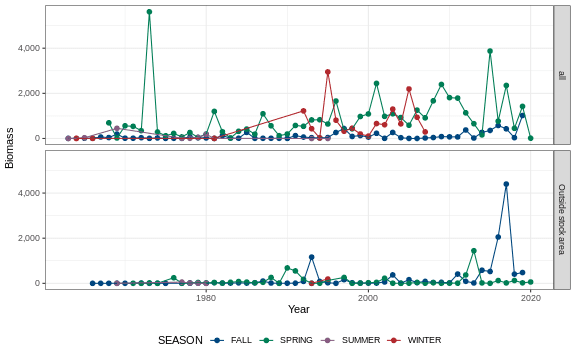 4,000
2,000
0
all
Biomass
4,000
2,000
0
Outside stock area
1980
2000
2020
Year
SEASON FALL SPRING SUMMER WINTER